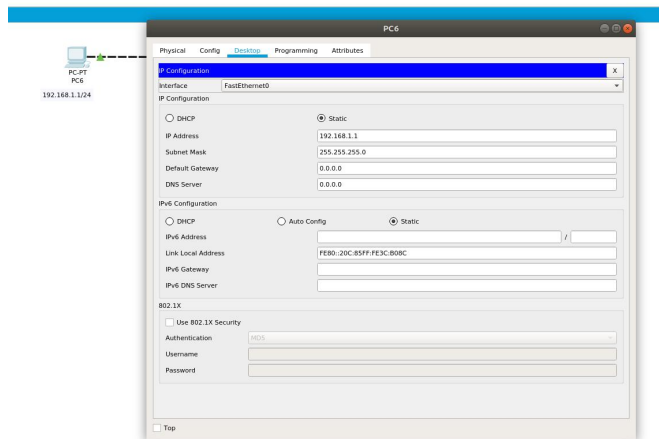 PC6
Physical Config Desktop Programming Attributes
IP Configuration X
Interface FastEthernet0
IP Configuration
DHCP Static
IP Address 192.168.1.1
Subnet Mask 255.255.255.0
Default Gateway 0.0.0.0
DNS Server 0.0.0.0
IPv6 Configuration
DHCP Auto Config Static
IPv6 Address /
Link Local Address FE80::20C:85FF:FE3C:B08C
IPv6 Gateway
IPv6 DNS Server
802.1X
Use 802.1X Security
Authentication MD5
Username
Password
Top
PC-PT
PC6
192.168.1.1/24